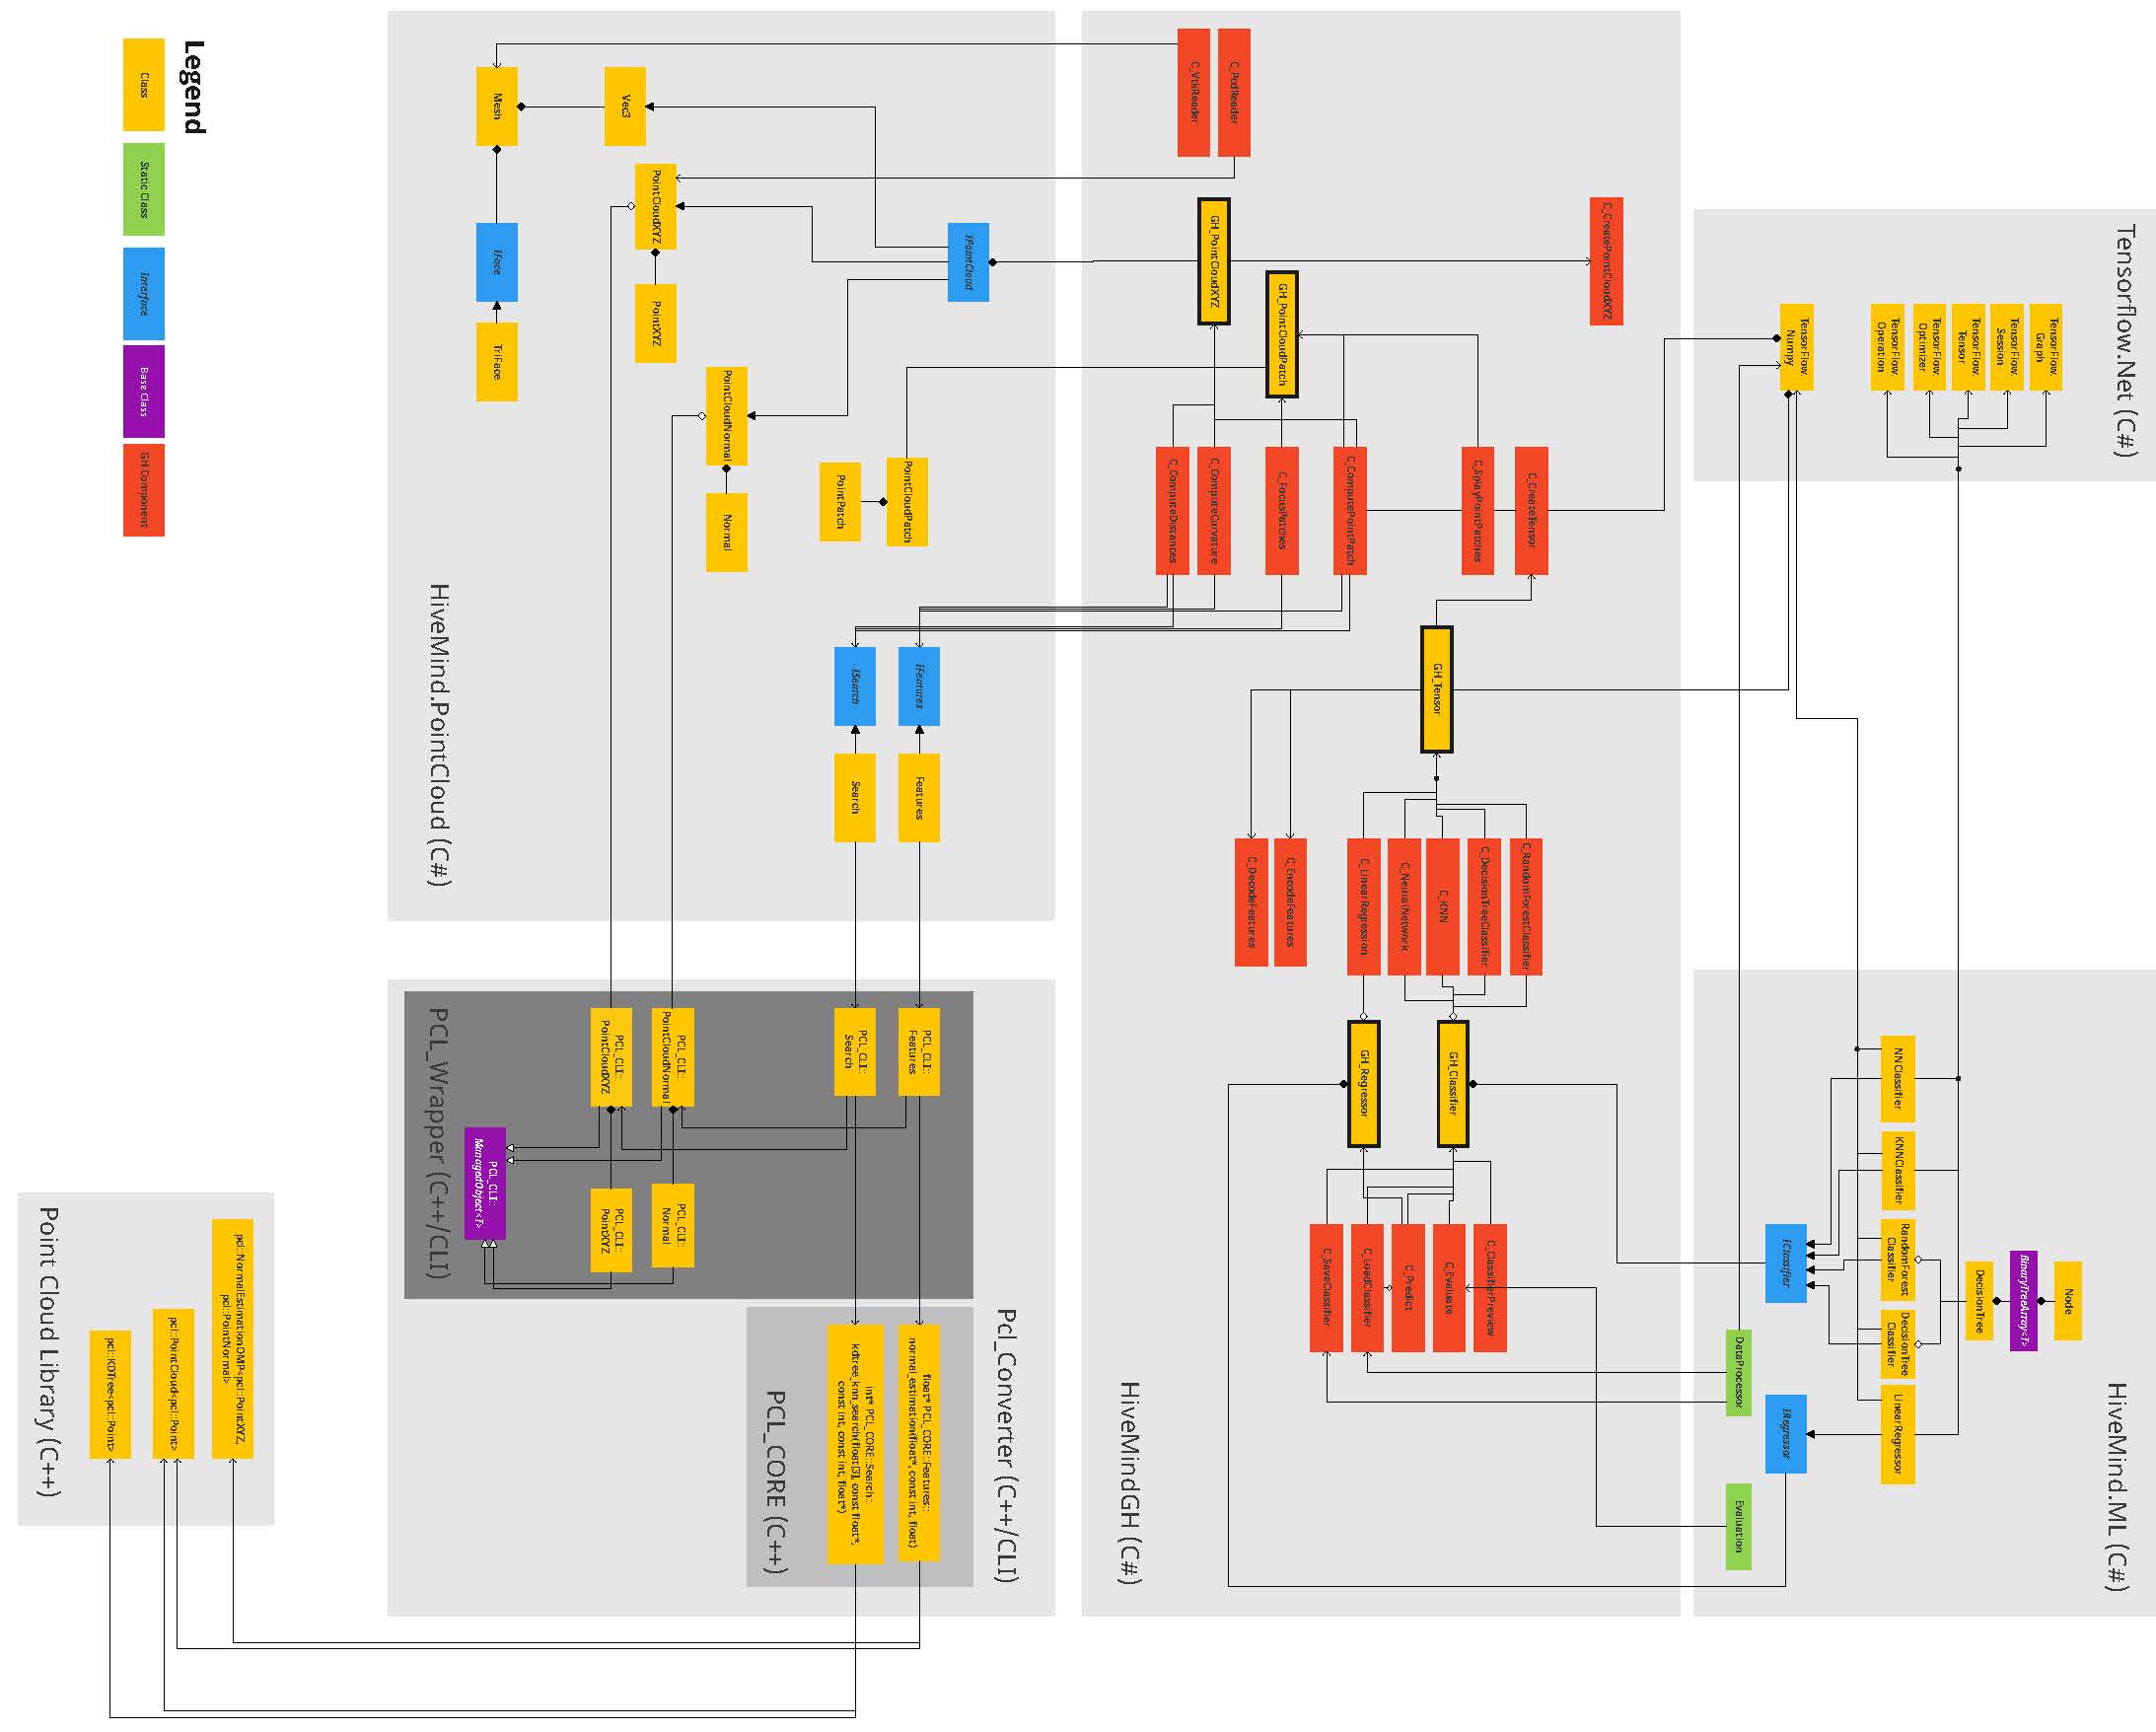 Tensorflow.Net (C#)
TensorFlow.
Graph
TensorFlow.
Session
TensorFlow.
Tensor
TensorFlow.
Optimizer
TensorFlow.
Operation
TensorFlow.
Numpy
HiveMind.ML (C#)
Node
BinaryTreeArray<T>
DecisionTree
NNClassifier
KNNClassifier
RandomForest
Classifier
DecisionTree
Classifier
LinearRegressor
IClassifier
IRegressor
DataProcessor
Evaluation
C_CreatePointCloudXYZ
C_CreateTensor
C_SplayPointPatches
GH_Tensor
C_RandomForestClassifier
C_DecisionTreeClassifier
C_KNN
C_NeuralNetwork
C_LinearRegression
GH_Classifier
GH_Regressor
C_ClassifierPreview
C_Evaluate
C_Predict
C_LoadClassifier
C_SaveClassifier
C_ComputePointPatch
GH_PointCloudPatch
C_FocusPatches
C_EncodeFeatures
C_DecodeFeatures
C_PcdReader
C_VtkReader
GH_PointCloudXYZ
C_ComputeCurvature
C_ComputeDistances
HiveMindGH (C#)
IPointCloud
PointCloudPatch
PointPatch
IFeatures
Features
ISearch
Search
PointCloudNormal
Normal
PointCloudXYZ
PointXYZ
Vec3
Mesh
IFace
TriFace
HiveMind.PointCloud (C#)
Pcl_Converter (C++/CLI)
PCL_CLI::
Features
PCL_CLI::
Search
float* PCL_CORE::Features::
normal_estimation(float*, const int, float)
int* PCL_CORE::Search::
kdtree_knn_search(float[3], const float*,
const int, const int, float*)
PCL_CORE (C++)
PCL_CLI::
PointCloudNormal
PCL_CLI::
Normal
PCL_CLI::
PointCloudXYZ
PCL_CLI::
PointXYZ
PCL_CLI::
ManagedObject<T>
PCL_Wrapper (C++/CLI)
pcl::NormalEstimationOMP<pcl::PointXYZ,
pcl::PointNormal>
pcl::PointCloud<pcl::Point>
pcl::KDTree<pcl::Point>
Point Cloud Library (C++)
Legend
Class
Static Class
Interface
Base Class
GH Component